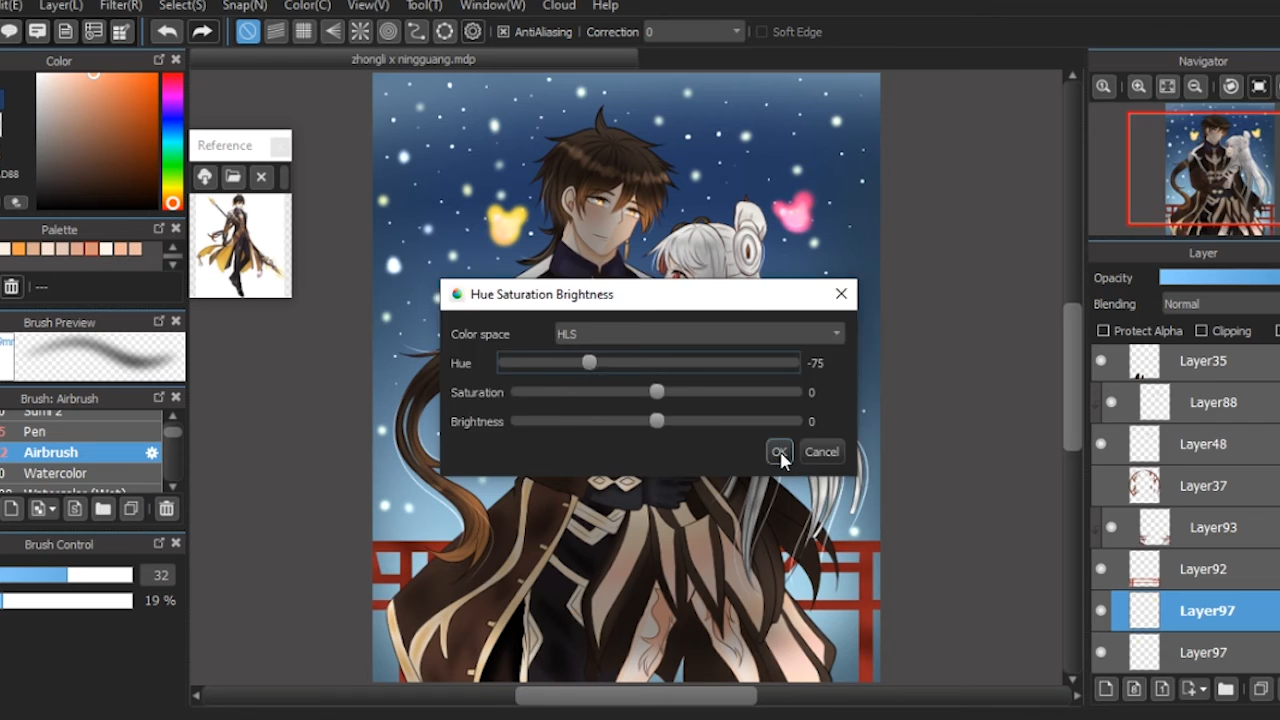 Layer(L) Filter(R) Select(S) Snap(N) Color(C) View(V) Tool(T) Window(W) Cloud Help
AntiAliasing Correction 0 Soft Edge
Color
zhongli x ningguang.mdp
Navigator
Reference
Palette
---
Brush Preview
Brush: Airbrush
Pen
Airbrush
Watercolor
Brush Control
32
19 %
Hue Saturation Brightness
Color space HLS
Hue -75
Saturation 0
Brightness 0
OK Cancel
Layer
Opacity
Blending Normal
Protect Alpha Clipping
Layer35
Layer88
Layer48
Layer37
Layer93
Layer92
Layer97
Layer97